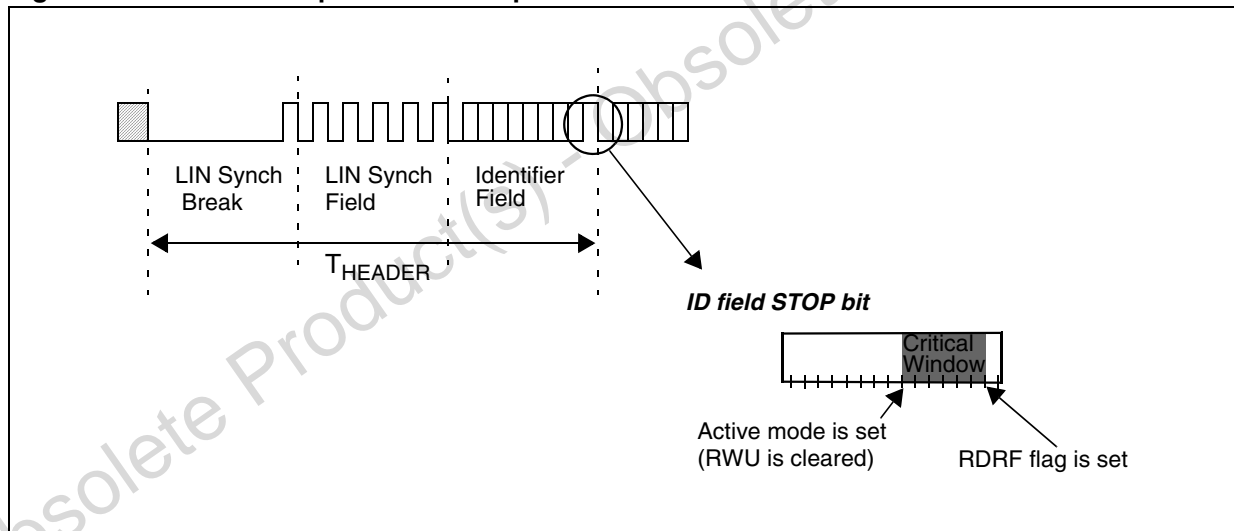 Obsolete Product(s) - Obsolete
LIN Synch
Break
LIN Synch
Field
Identifier
Field
THEADER
ID field STOP bit
Critical
Window
Active mode is set
(RWU is cleared)
RDRF flag is set